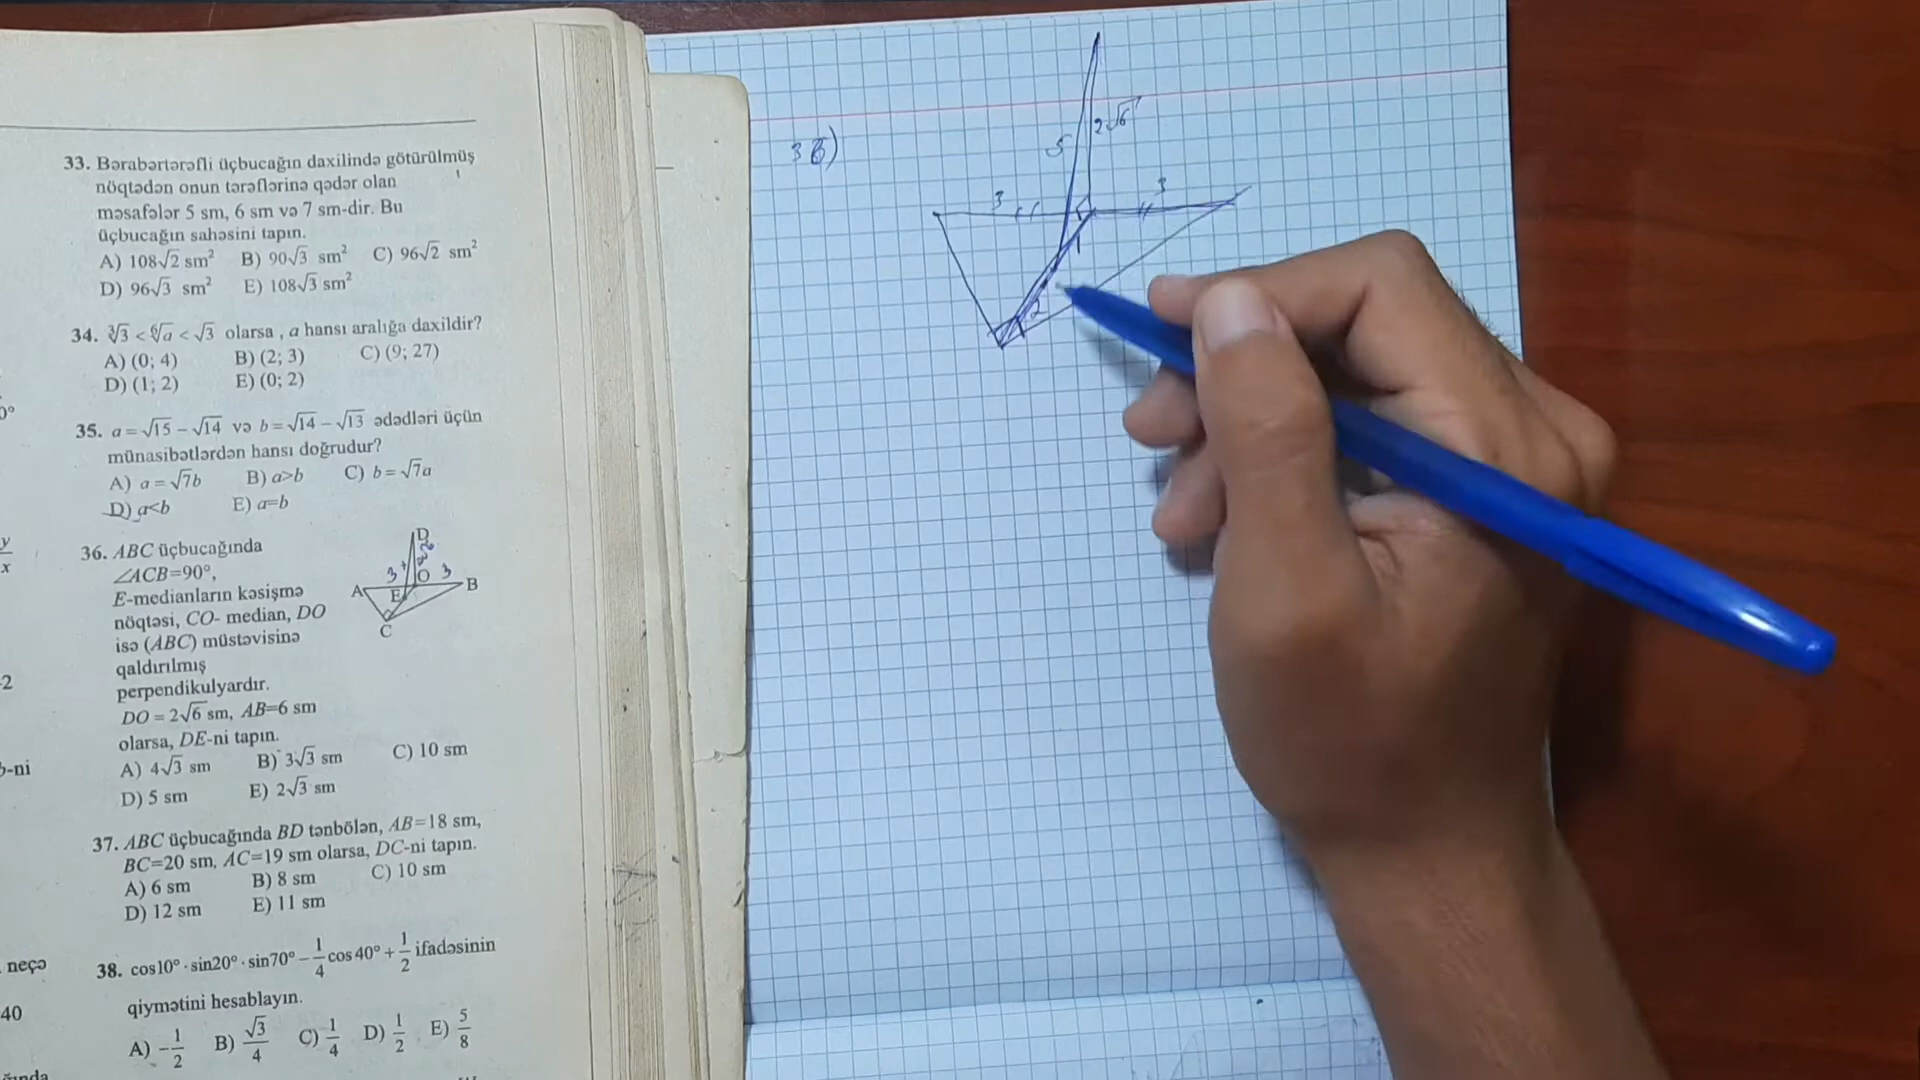 33. Bərabərtərəfli üçbucağın daxilində götürülmüş
nöqtədən onun tərəflərinə qədər olan
məsafələr 5 sm, 6 sm və 7 sm-dir. Bu
üçbucağın sahəsini tapın.
A) 108√2 sm² B) 90√3 sm² C) 96√2 sm²
D) 96√3 sm² E) 108√3 sm²
34. ∛3 < ⁶√a < √3 olarsa , a hansı aralığa daxildir?
A) (0; 4) B) (2; 3) C) (9; 27)
D) (1; 2) E) (0; 2)
35. a = √15 − √14 və b = √14 − √13 ədədləri üçün
münasibətlərdən hansı doğrudur?
A) a = √7b B) a>b C) b = √7a
D) a<b E) a=b
36. ABC üçbucağında
∠ACB=90°,
E-medianların kəsişmə
nöqtəsi, CO- median, DO
isə (ABC) müstəvisinə
qaldırılmış
perpendikulyardır.
DO = 2√6 sm, AB=6 sm
olarsa, DE-ni tapın.
A) 4√3 sm B) 3√3 sm C) 10 sm
D) 5 sm E) 2√3 sm
D
3 O 3
A E B
C
37. ABC üçbucağında BD tənbölən, AB=18 sm,
BC=20 sm, AC=19 sm olarsa, DC-ni tapın.
A) 6 sm B) 8 sm C) 10 sm
D) 12 sm E) 11 sm
38. cos10° · sin20° · sin70° − 1/4 cos 40° + 1/2 ifadəsinin
qiymətini hesablayın.
A) −1/2 B) √3/4 C) 1/4 D) 1/2 E) 5/8
0°
y/x
-2
b-ni
neçə
40
36)
5 2√6
3 3
1
2